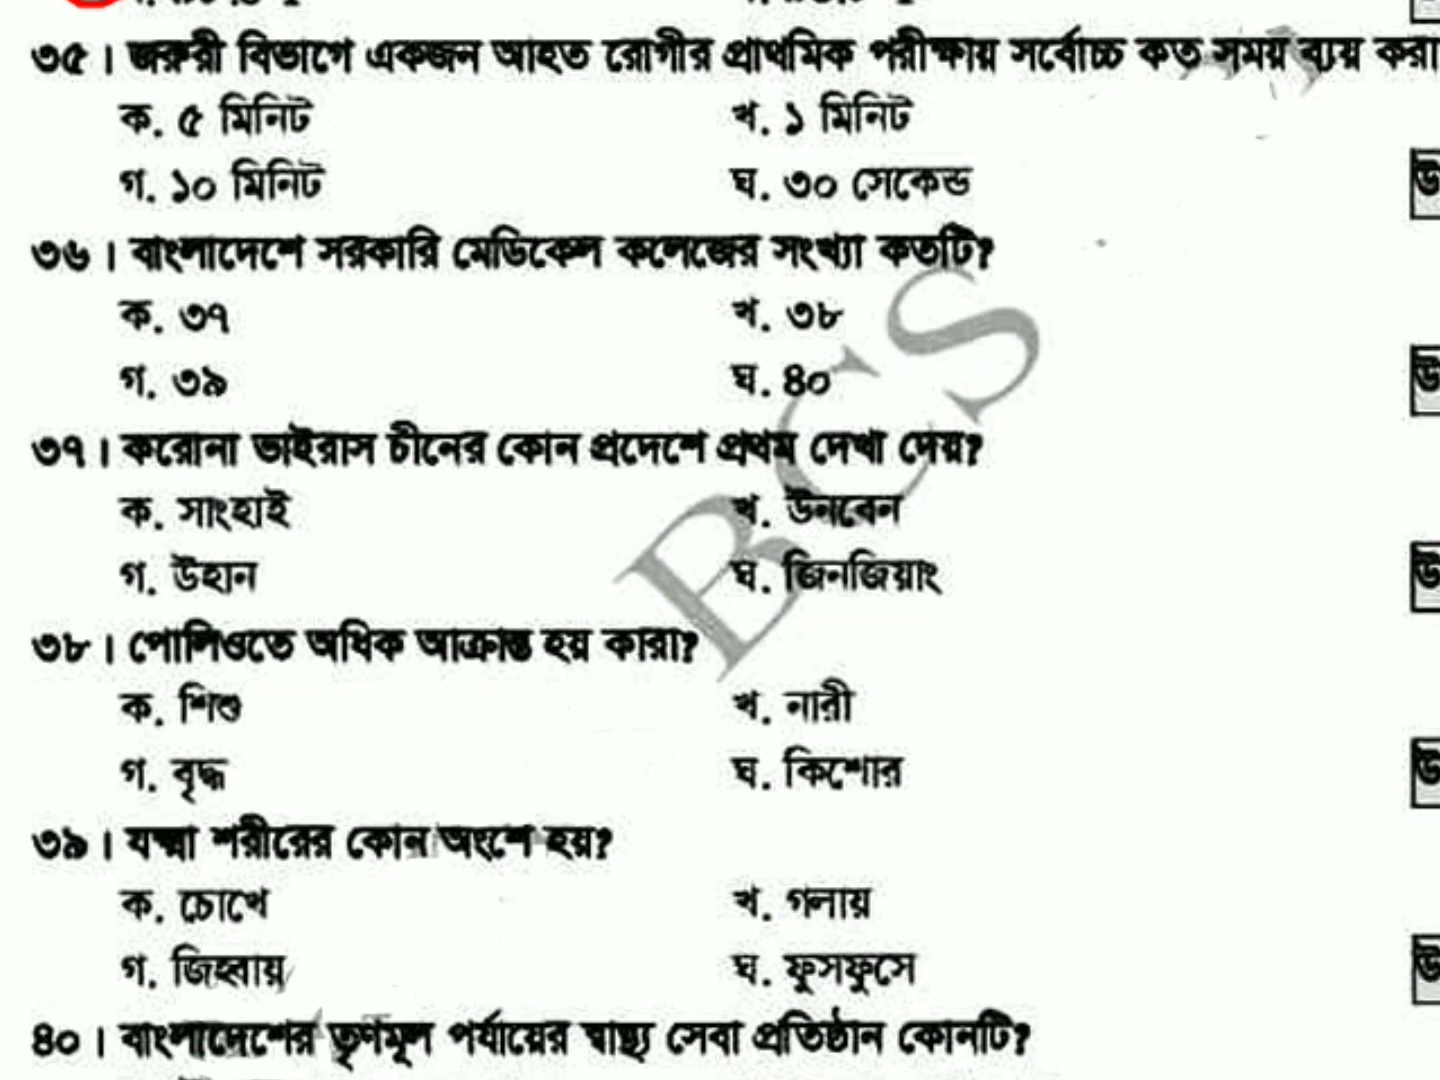 ৩৫। জরুরী বিভাগে একজন আহত রোগীর প্রাথমিক পরীক্ষায় সর্বোচ্চ কত সময় ব্যয় করা
ক. ৫ মিনিট খ. ১ মিনিট
গ. ১০ মিনিট ঘ. ৩০ সেকেন্ড উ
৩৬। বাংলাদেশে সরকারি মেডিকেল কলেজের সংখ্যা কতটি?
ক. ৩৭ খ. ৩৮
গ. ৩৯ ঘ. ৪০ উ
৩৭। করোনা ভাইরাস চীনের কোন প্রদেশে প্রথম দেখা দেয়?
ক. সাংহাই খ. উনবেন
গ. উহান ঘ. জিনজিয়াং উ
৩৮। পোলিওতে অধিক আক্রান্ত হয় কারা?
ক. শিশু খ. নারী
গ. বৃদ্ধ ঘ. কিশোর উ
৩৯। যক্ষ্মা শরীরের কোন অংশে হয়?
ক. চোখে খ. গলায়
গ. জিহ্বায় ঘ. ফুসফুসে উ
৪০। বাংলাদেশের তৃণমূল পর্যায়ের স্বাস্থ্য সেবা প্রতিষ্ঠান কোনটি?
BCS